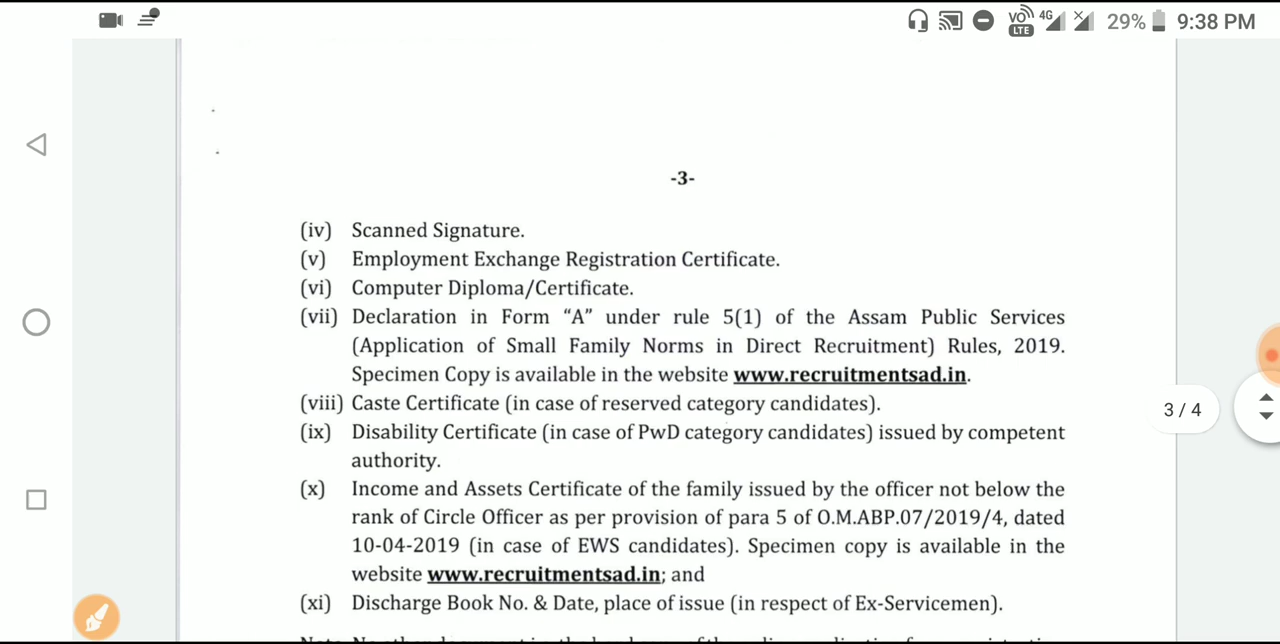 VO 4G LTE 29% 9:38 PM
-3-
(iv) Scanned Signature.
(v) Employment Exchange Registration Certificate.
(vi) Computer Diploma/Certificate.
(vii) Declaration in Form “A” under rule 5(1) of the Assam Public Services
(Application of Small Family Norms in Direct Recruitment) Rules, 2019.
Specimen Copy is available in the website www.recruitmentsad.in.
(viii) Caste Certificate (in case of reserved category candidates).
3 / 4
(ix) Disability Certificate (in case of PwD category candidates) issued by competent
authority.
(x) Income and Assets Certificate of the family issued by the officer not below the
rank of Circle Officer as per provision of para 5 of O.M.ABP.07/2019/4, dated
10-04-2019 (in case of EWS candidates). Specimen copy is available in the
website www.recruitmentsad.in; and
(xi) Discharge Book No. & Date, place of issue (in respect of Ex-Servicemen).